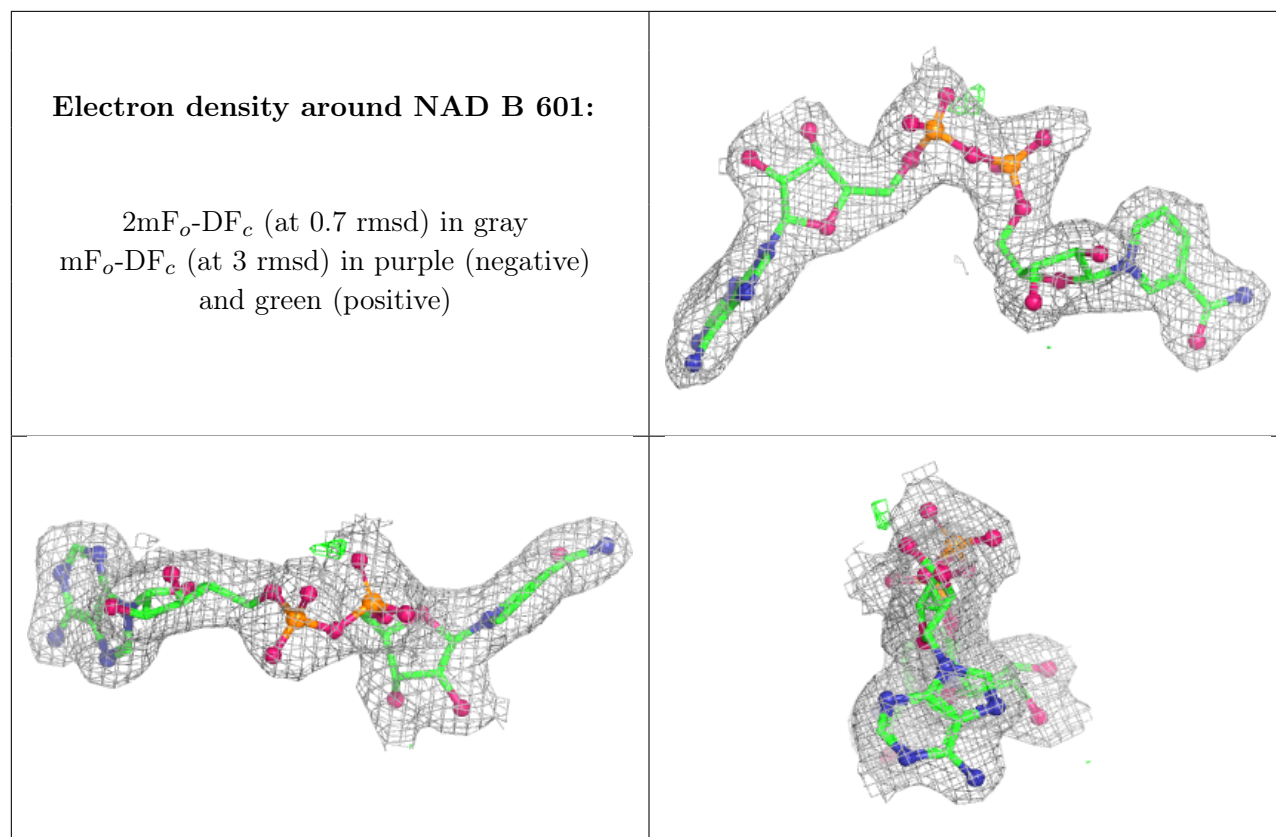 Electron density around NAD B 601:
2mFo-DFc (at 0.7 rmsd) in gray
mFo-DFc (at 3 rmsd) in purple (negative)
and green (positive)